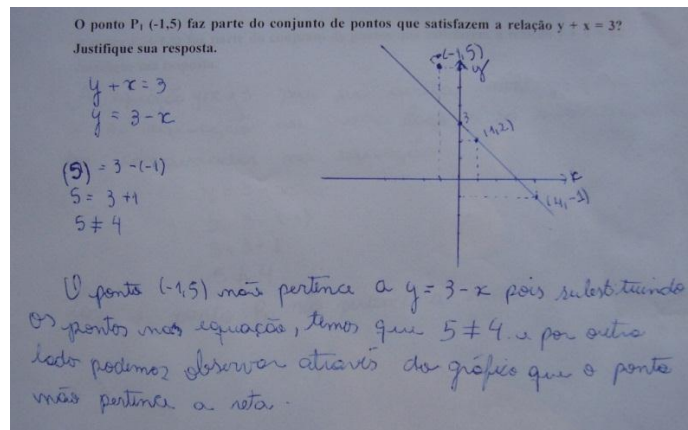 O ponto P₁ (-1,5) faz parte do conjunto de pontos que satisfazem a relação y + x = 3?
Justifique sua resposta.
y + x = 3
y = 3 - x
(5) = 3 -(-1)
5 = 3 + 1
5 ≠ 4
(-1,5)
y
3
(1,2)
x
(4,-1)
O ponto (-1,5) não pertence a y = 3 - x pois substituindo
os pontos nas equação, temos que 5 ≠ 4 e por outro
lado podemos observar através do gráfico que o ponto
não pertence a reta.